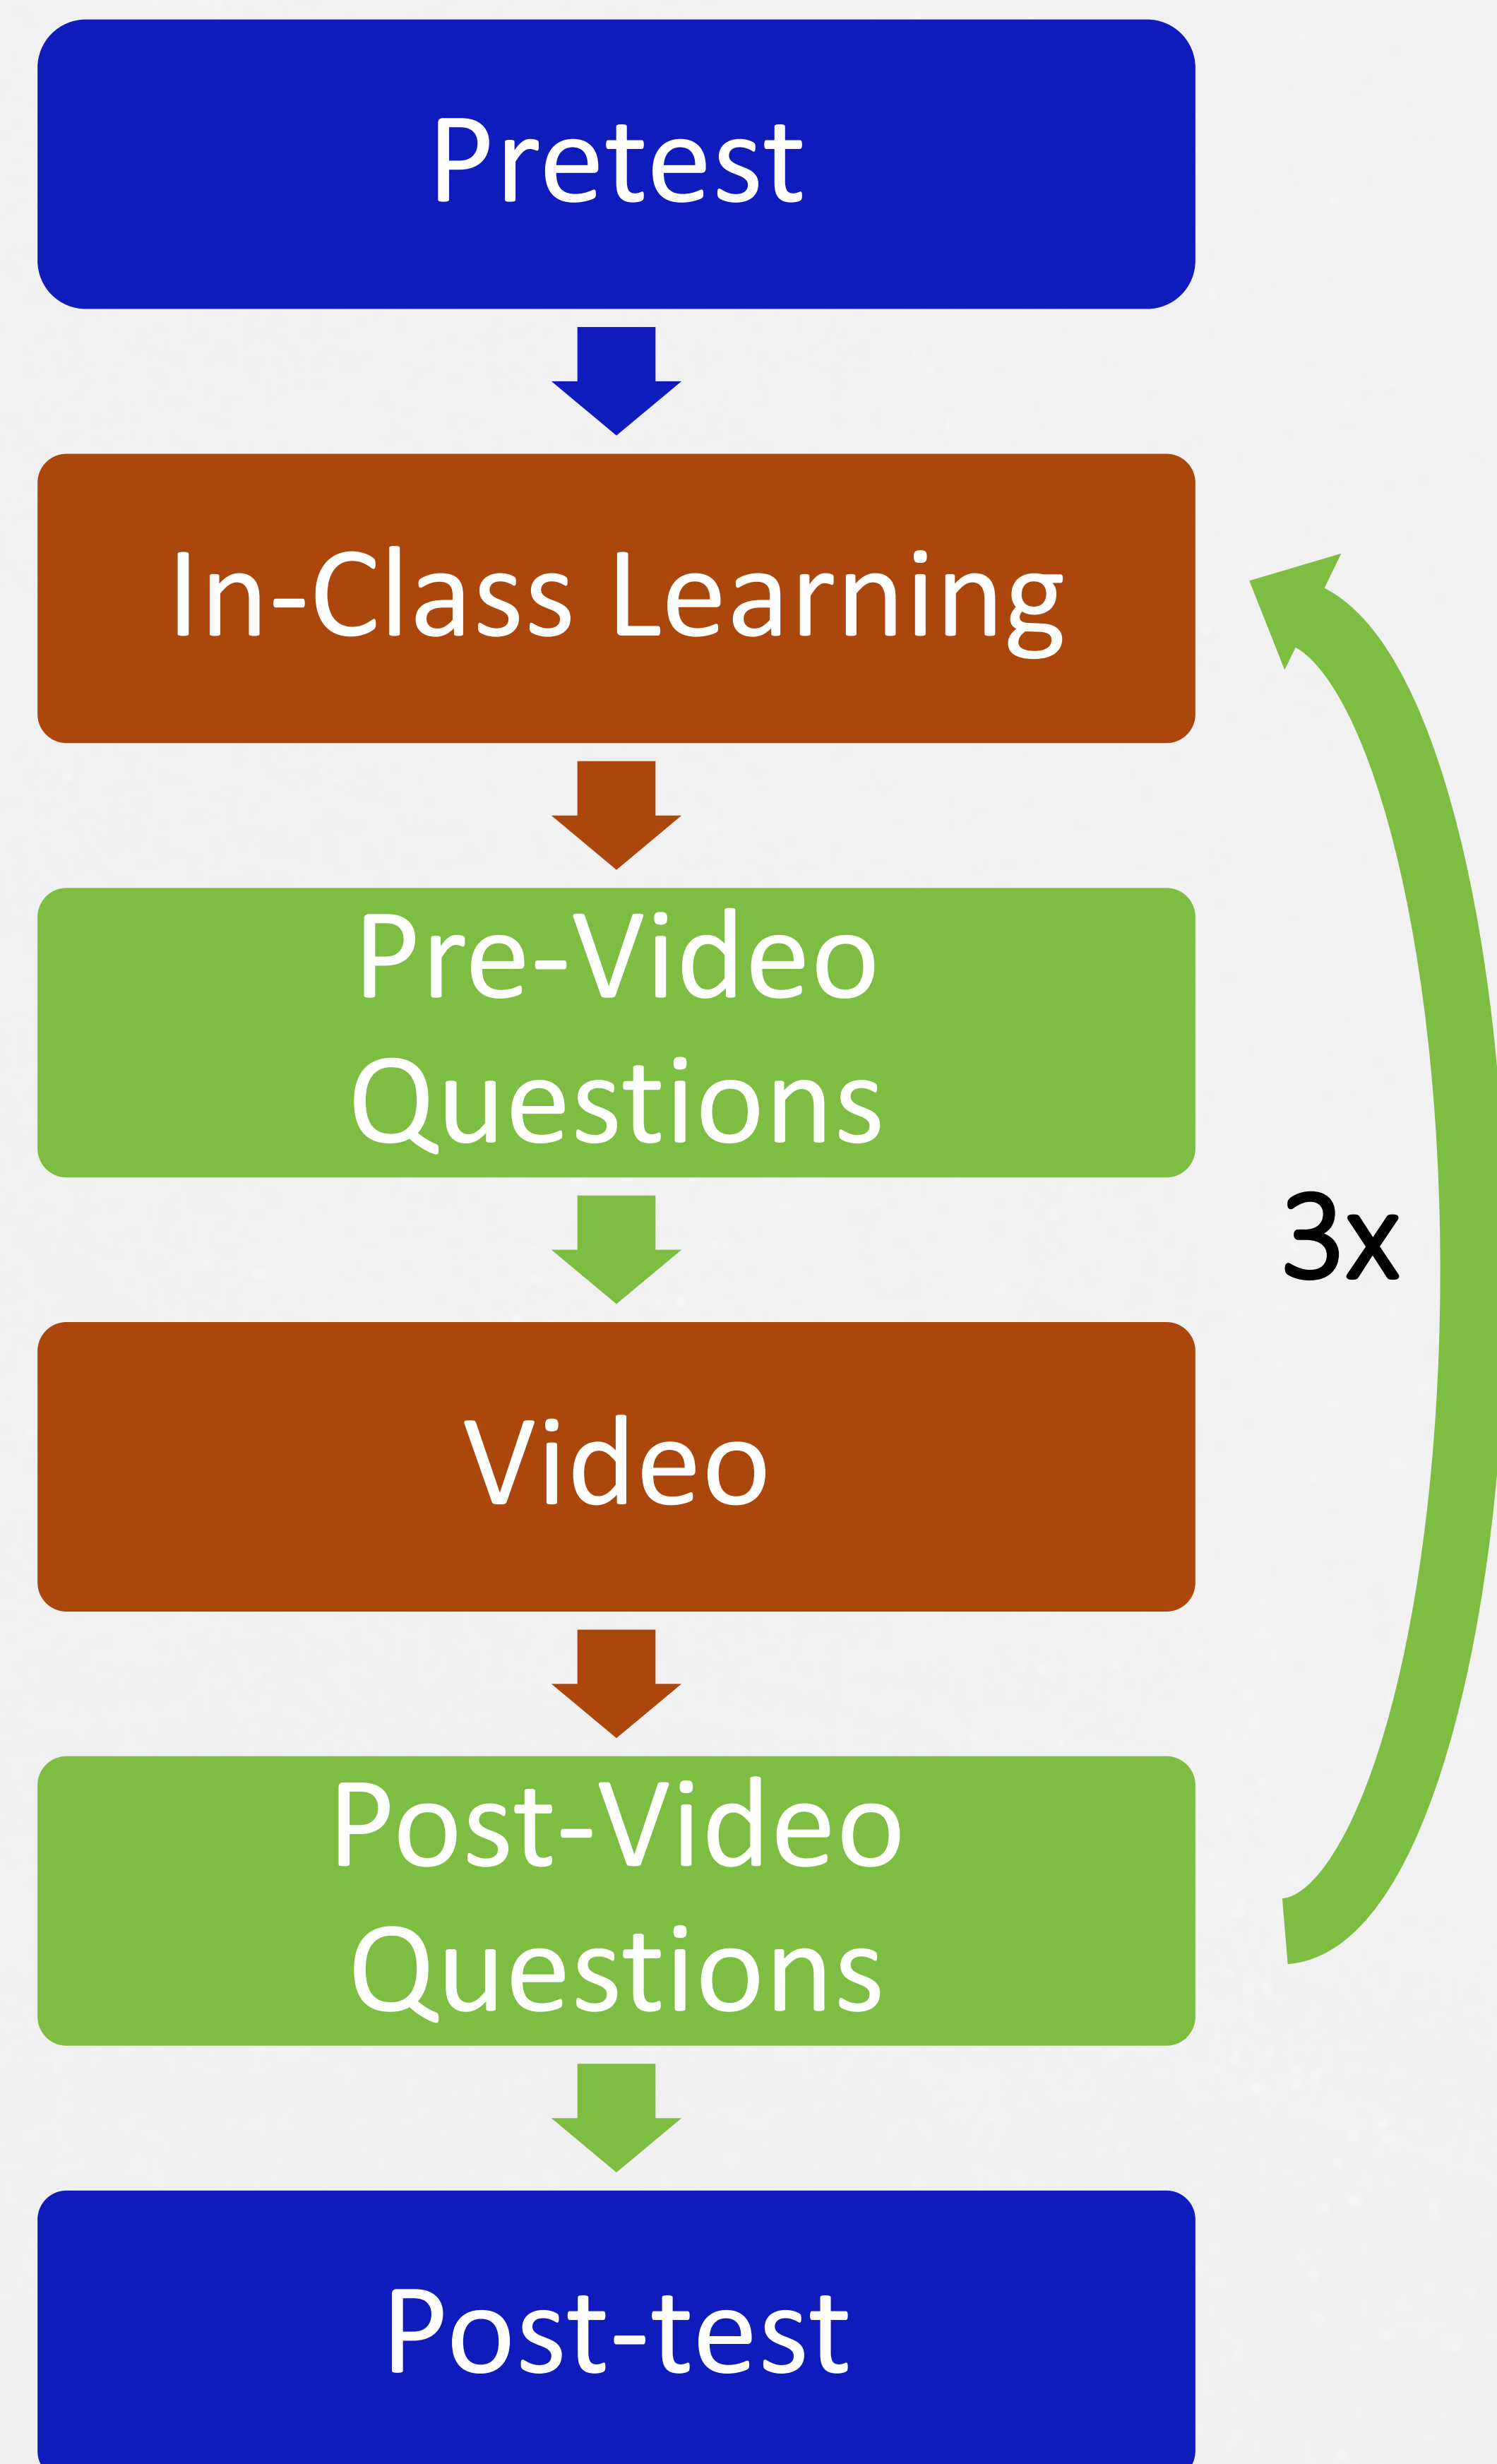 Pretest
In-Class Learning
Pre-Video
Questions
3x
Video
Post-Video
Questions
Post-test